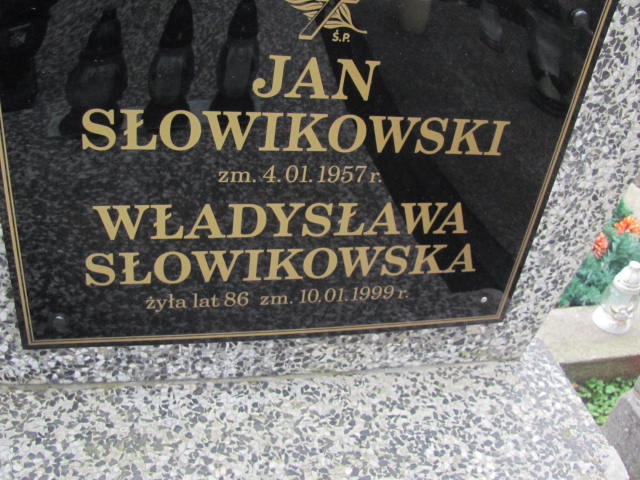 Ś.P.
JAN
SŁOWIKOWSKI
zm. 4.01.1957 r.
WŁADYSŁAWA
SŁOWIKOWSKA
żyła lat 86 zm. 10.01.1999 r.